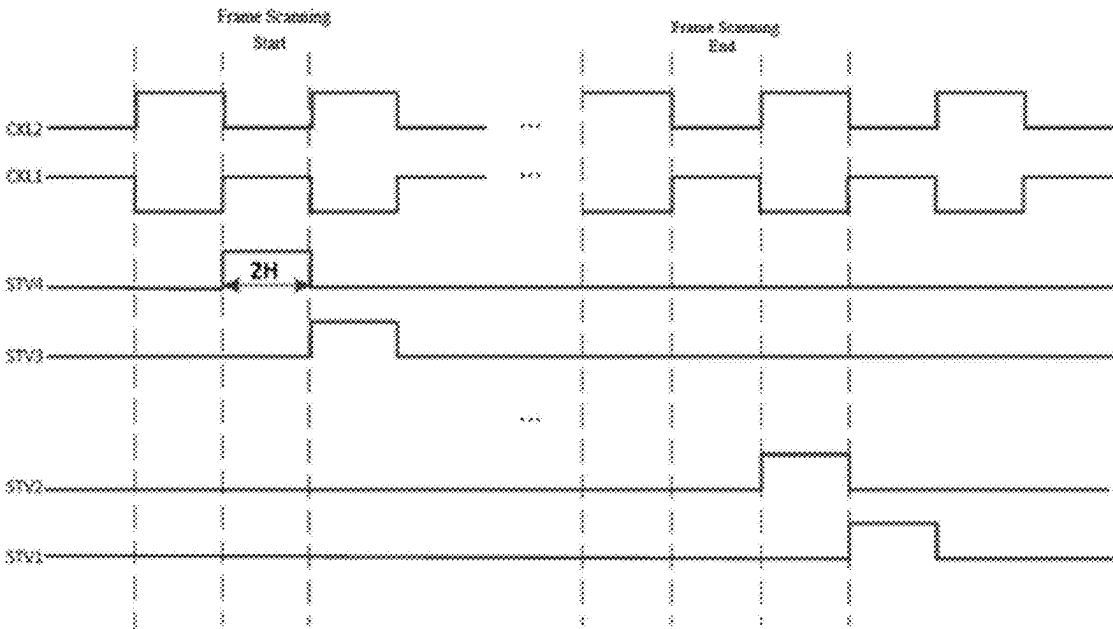 Frame Scanning
Start
Frame Scanning
End
CKL2
...
CKL1
...
STV4
2H
STV3
...
STV2
STV1